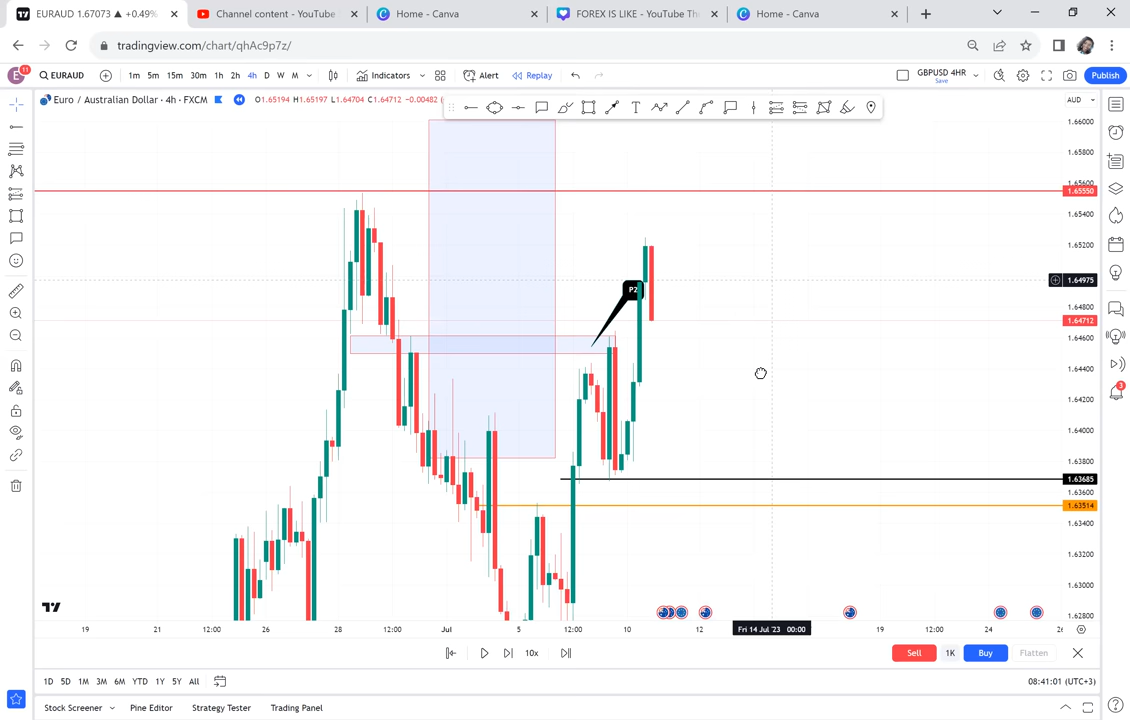 EURAUD 1.67073 ▲ +0.49%
Channel content - YouTube
Home - Canva
FOREX IS LIKE - YouTube Th
Home - Canva
tradingview.com/chart/qhAc9p7z/
E 11
EURAUD
1m 5m 15m 30m 1h 2h 4h D W M
Indicators
Alert
Replay
GBPUSD 4HR
Save
Publish
Euro / Australian Dollar · 4h · FXCM
O1.65194 H1.65197 L1.64704 C1.64712 −0.00482
AUD
1.66000
1.65800
1.65600
1.65550
1.65400
1.65200
1.64975
1.64800
1.64712
1.64600
1.64400
1.64200
1.64000
1.63800
1.63685
1.63600
1.63514
1.63400
1.63200
1.63000
1.62800
P2
3
19 21 12:00 26 28 12:00 Jul 5 12:00 10 12 Fri 14 Jul '23 00:00 19 12:00 24 26
10x
Sell 1K Buy Flatten
1D 5D 1M 3M 6M YTD 1Y 5Y All
08:41:01 (UTC+3)
Stock Screener
Pine Editor
Strategy Tester
Trading Panel